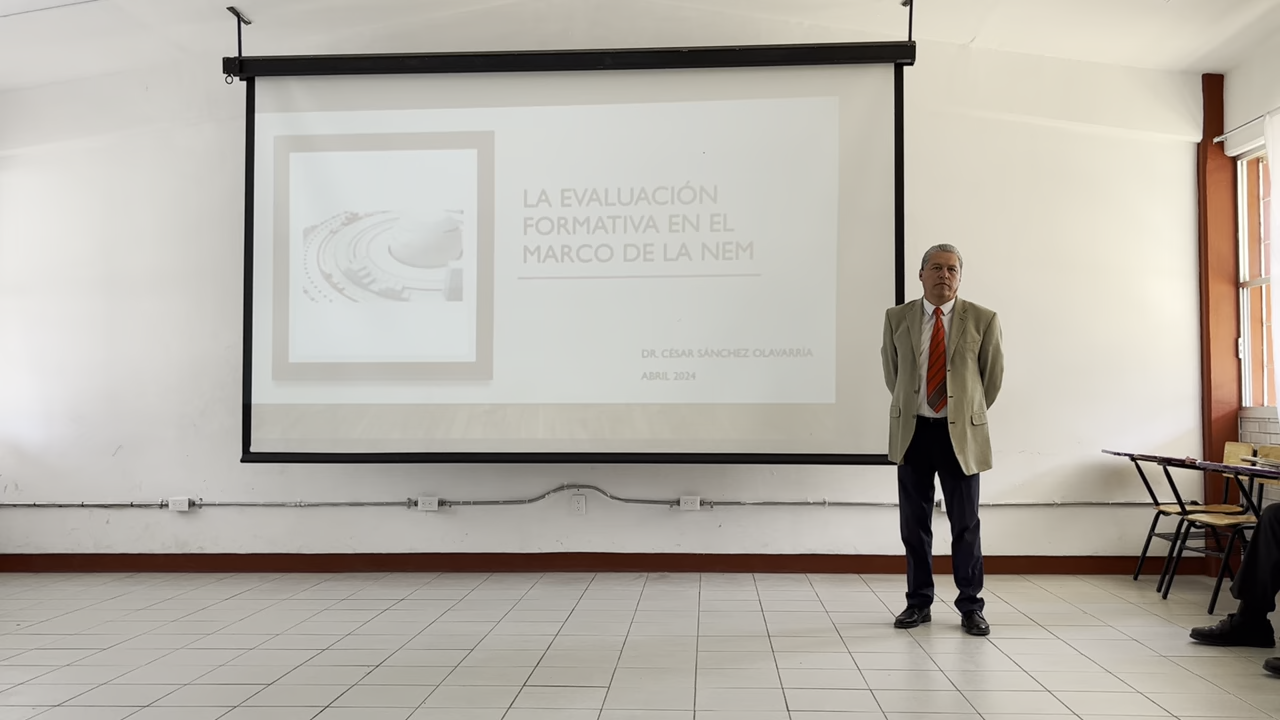 LA EVALUACIÓN
FORMATIVA EN EL
MARCO DE LA NEM
DR. CÉSAR SÁNCHEZ OLAVARRÍA
ABRIL 2024